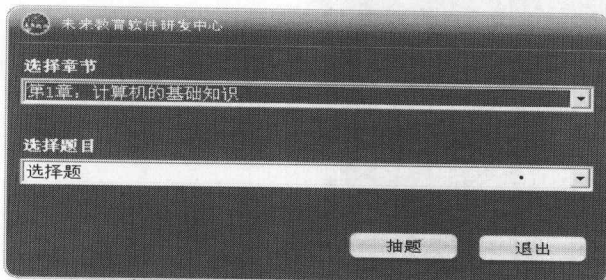 未来教育软件研发中心
选择章节
第1章：计算机的基础知识
选择题目
选择题
抽题
退出